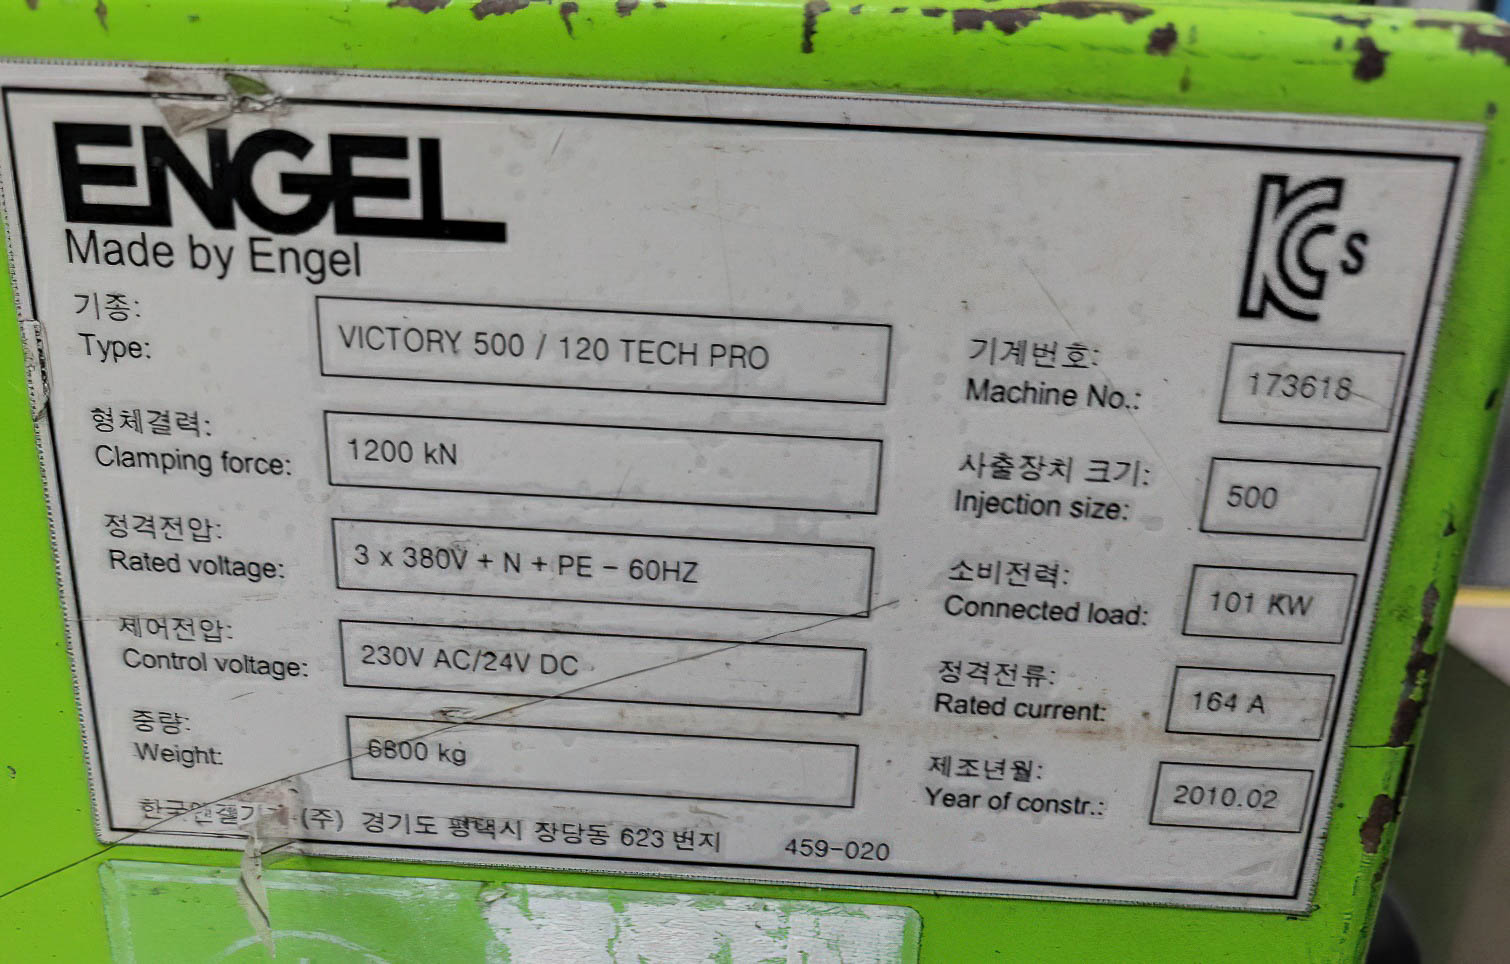 ENGEL
Made by Engel
KCs
기종:
Type:
VICTORY 500 / 120 TECH PRO
기계번호:
Machine No.:
173618
형체결력:
Clamping force:
1200 kN
사출장치 크기:
Injection size:
500
정격전압:
Rated voltage:
3 x 380V + N + PE - 60HZ
소비전력:
Connected load:
101 KW
제어전압:
Control voltage:
230V AC/24V DC
정격전류:
Rated current:
164 A
중량:
Weight:
6800 kg
제조년월:
Year of constr.:
2010.02
(주) 경기도 평택시 장당동 623 번지 459-020